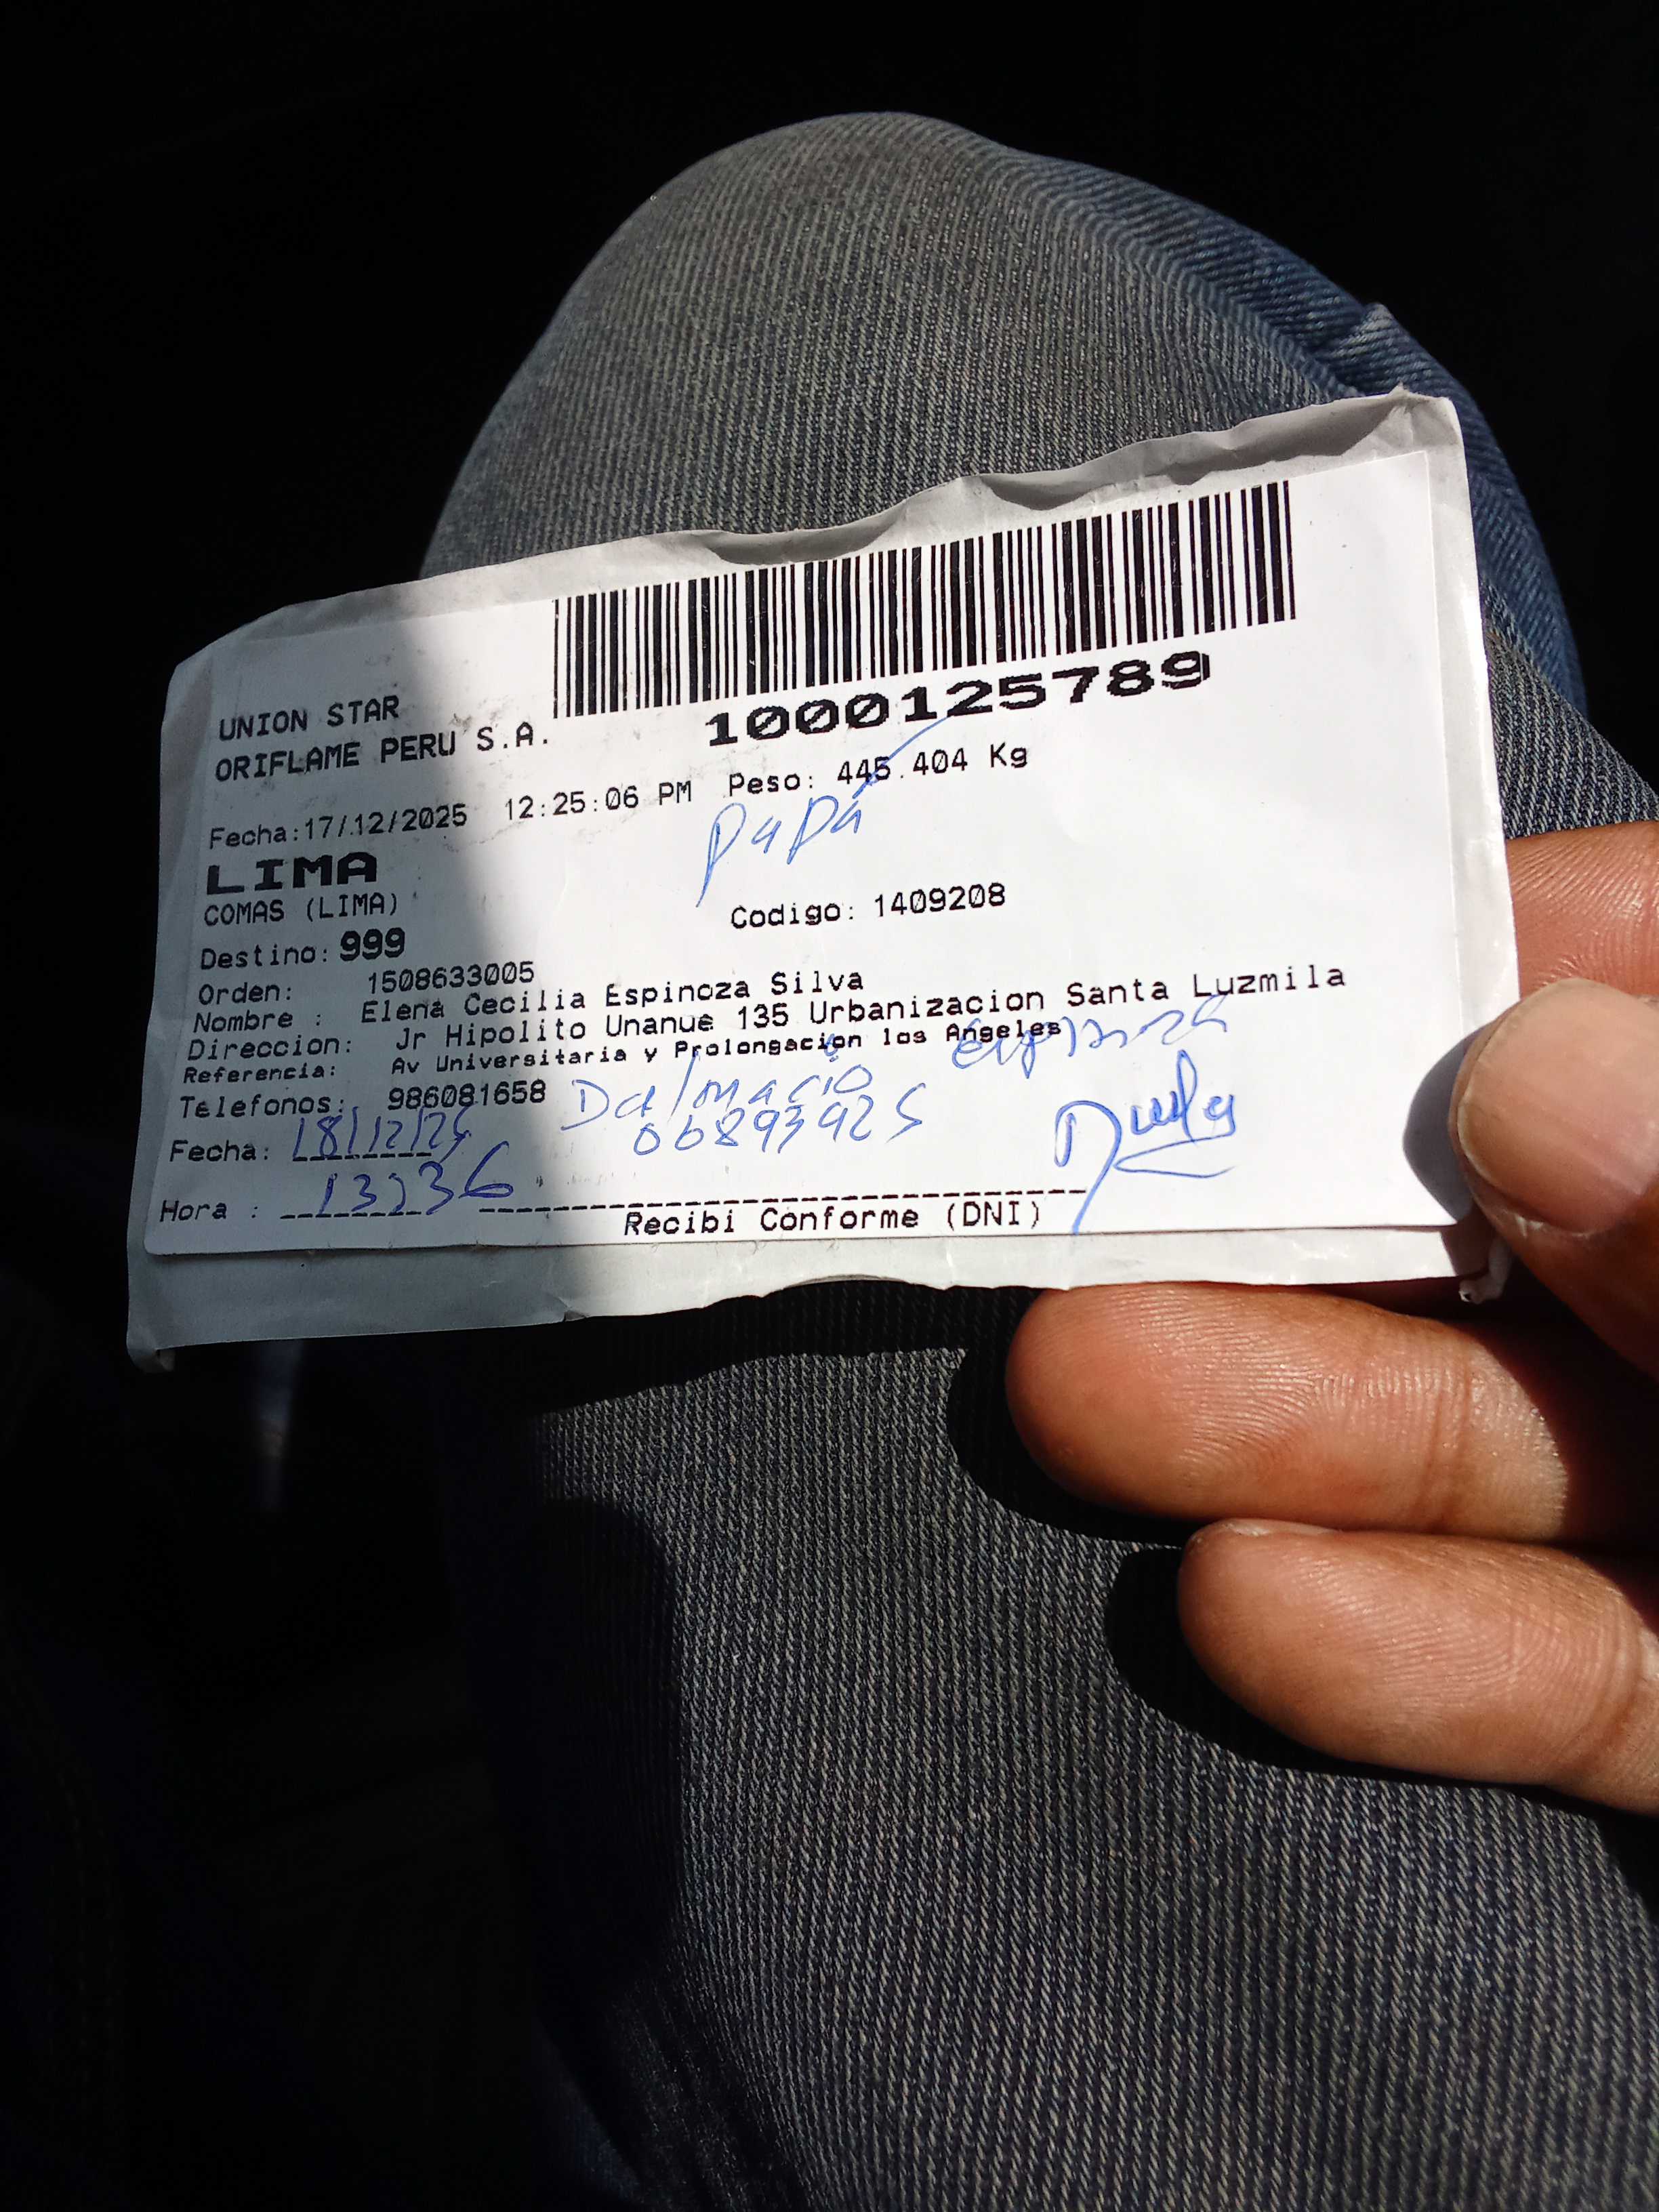 1000125789
UNION STAR
ORIFLAME PERU S.A.
Fecha:17/12/2025 12:25:06 PM Peso: 445.404 Kg
papá
LIMA
COMAS (LIMA)
Codigo: 1409208
Destino: 999
Orden: 1508633005
Nombre : Elena Cecilia Espinoza Silva
Direccion: Jr Hipolito Unanue 135 Urbanizacion Santa Luzmila
Referencia: Av Universitaria y Prolongacion los Angeles
Telefonos: 986081658 Dalmacio Espinoza
06893925
Fecha: 18/12/25
Hora : 13:36
Recibi Conforme (DNI)